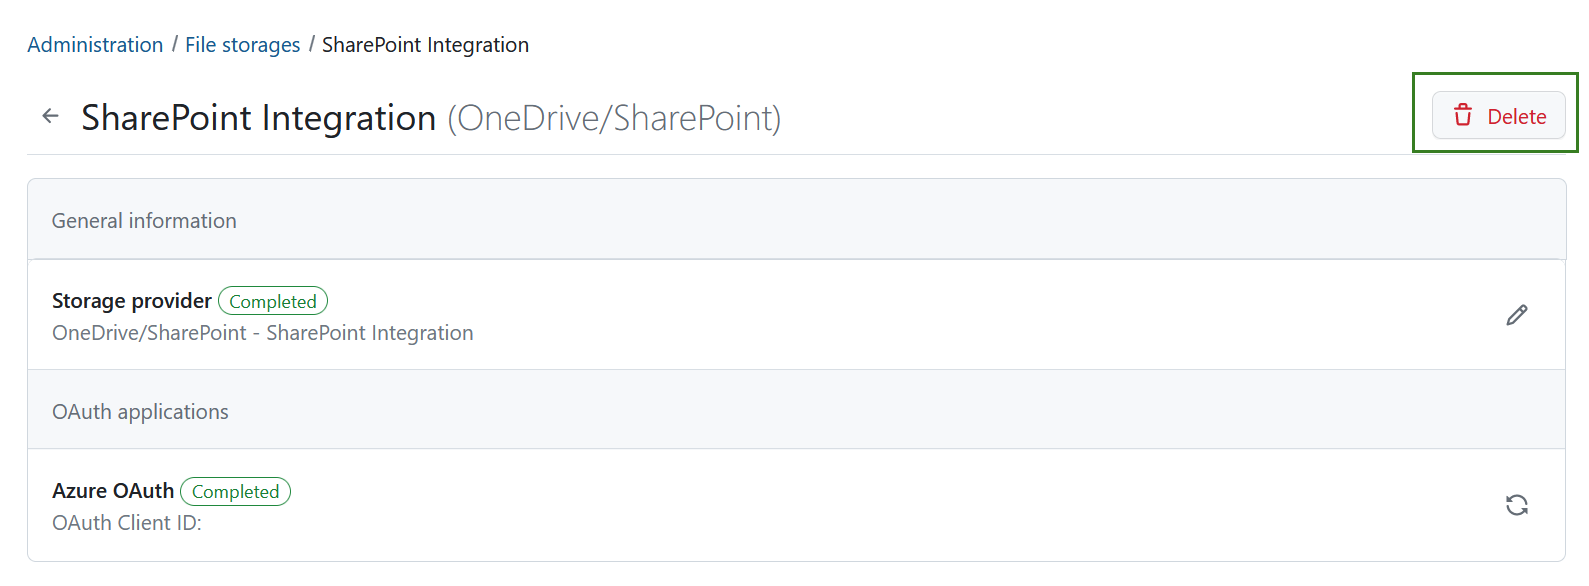 Administration / File storages / SharePoint Integration
SharePoint Integration (OneDrive/SharePoint)
Delete
General information
Storage provider Completed
OneDrive/SharePoint - SharePoint Integration
OAuth applications
Azure OAuth Completed
OAuth Client ID: